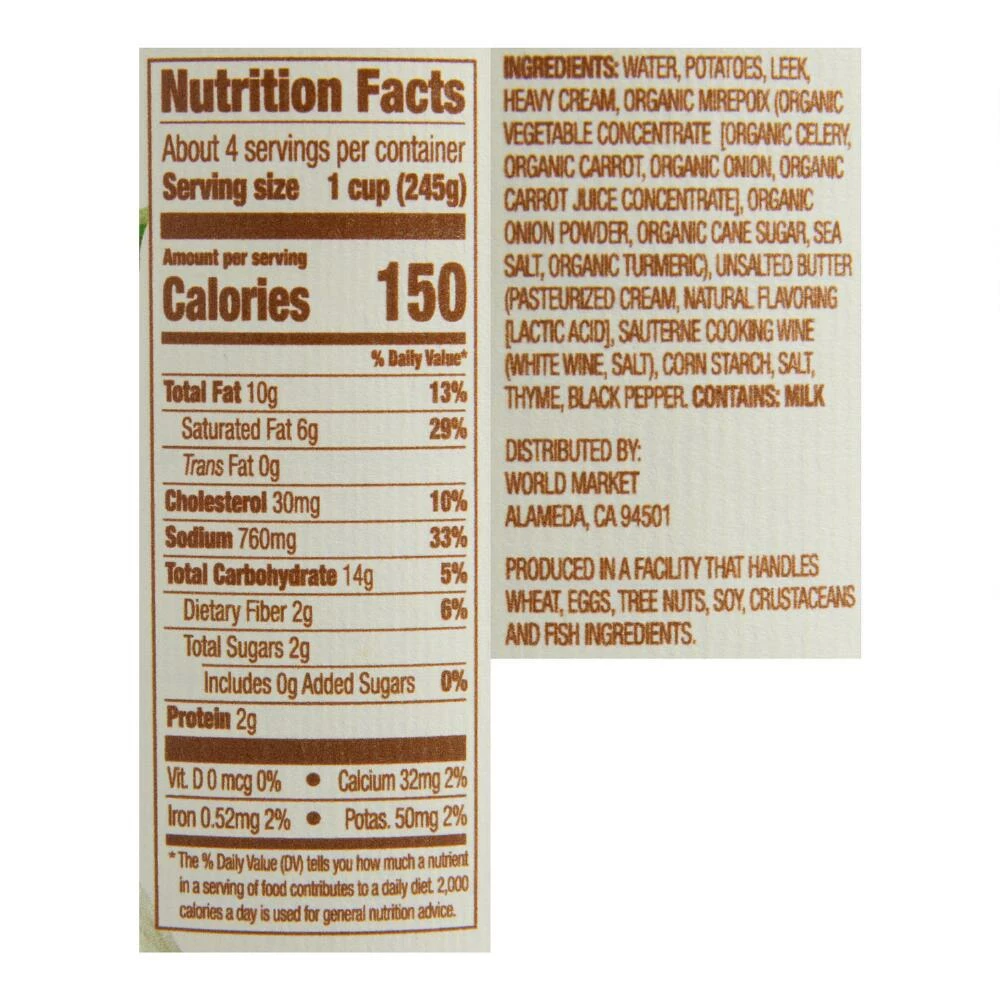 Nutrition Facts
About 4 servings per container
Serving size 1 cup (245g)
Amount per serving
Calories 150
% Daily Value*
Total Fat 10g 13%
Saturated Fat 6g 29%
Trans Fat 0g
Cholesterol 30mg 10%
Sodium 760mg 33%
Total Carbohydrate 14g 5%
Dietary Fiber 2g 6%
Total Sugars 2g
Includes 0g Added Sugars 0%
Protein 2g
Vit. D 0 mcg 0% • Calcium 32mg 2%
Iron 0.52mg 2% • Potas. 50mg 2%
* The % Daily Value (DV) tells you how much a nutrient
in a serving of food contributes to a daily diet. 2,000
calories a day is used for general nutrition advice.
INGREDIENTS: WATER, POTATOES, LEEK,
HEAVY CREAM, ORGANIC MIREPOIX (ORGANIC
VEGETABLE CONCENTRATE [ORGANIC CELERY,
ORGANIC CARROT, ORGANIC ONION, ORGANIC
CARROT JUICE CONCENTRATE], ORGANIC
ONION POWDER, ORGANIC CANE SUGAR, SEA
SALT, ORGANIC TURMERIC), UNSALTED BUTTER
(PASTEURIZED CREAM, NATURAL FLAVORING
[LACTIC ACID], SAUTERNE COOKING WINE
(WHITE WINE, SALT), CORN STARCH, SALT,
THYME, BLACK PEPPER. CONTAINS: MILK
DISTRIBUTED BY:
WORLD MARKET
ALAMEDA, CA 94501
PRODUCED IN A FACILITY THAT HANDLES
WHEAT, EGGS, TREE NUTS, SOY, CRUSTACEANS
AND FISH INGREDIENTS.